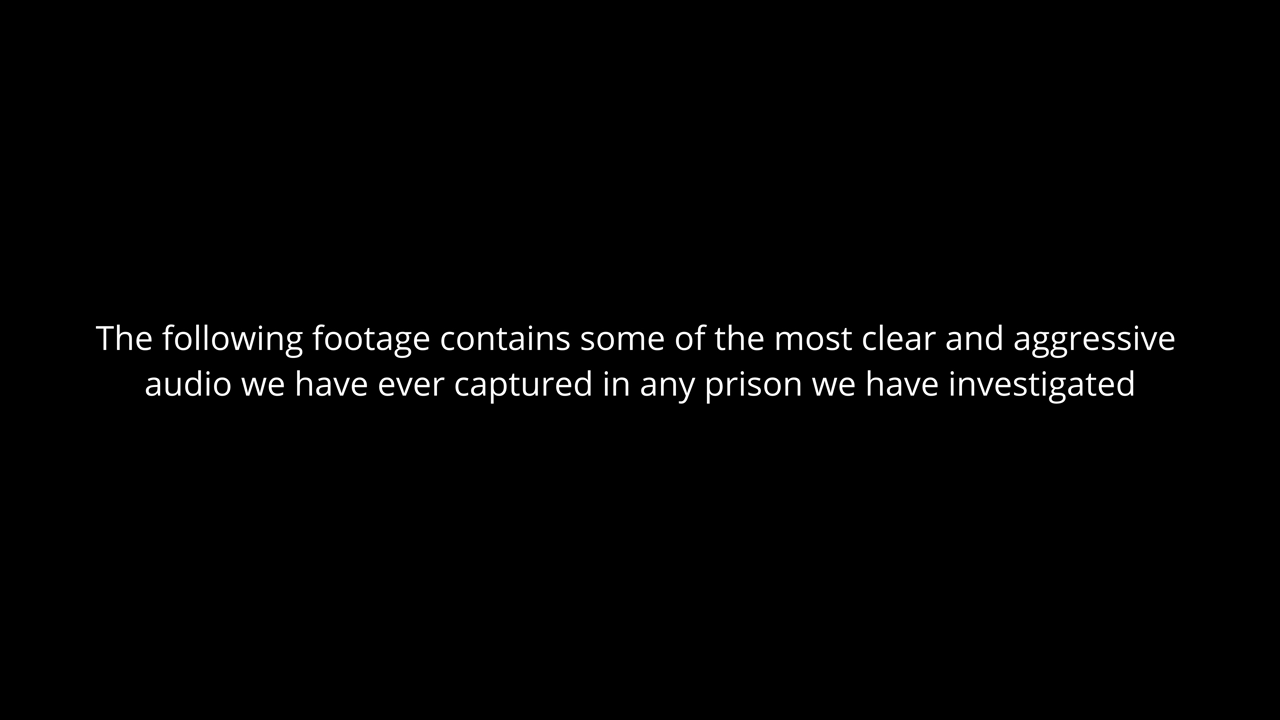 The following footage contains some of the most clear and aggressive
audio we have ever captured in any prison we have investigated